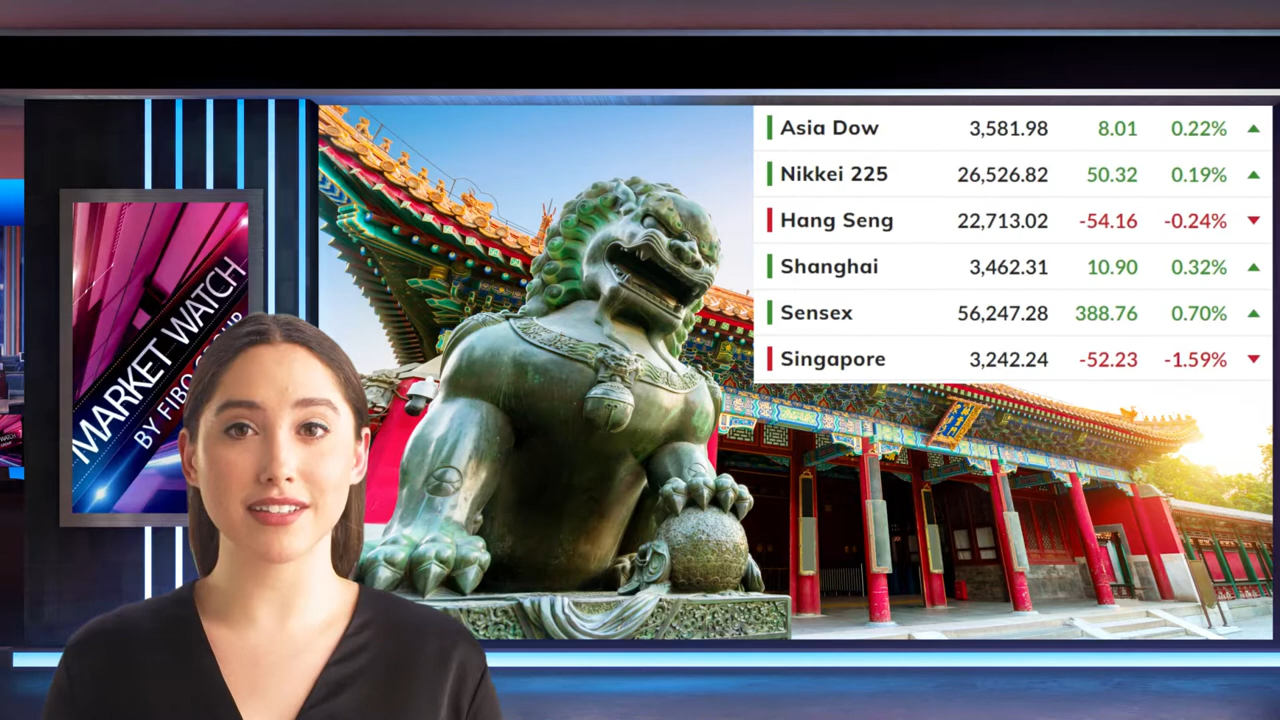 MARKET WATCH
BY FIBO GROUP
Asia Dow 3,581.98 8.01 0.22%
Nikkei 225 26,526.82 50.32 0.19%
Hang Seng 22,713.02 -54.16 -0.24%
Shanghai 3,462.31 10.90 0.32%
Sensex 56,247.28 388.76 0.70%
Singapore 3,242.24 -52.23 -1.59%